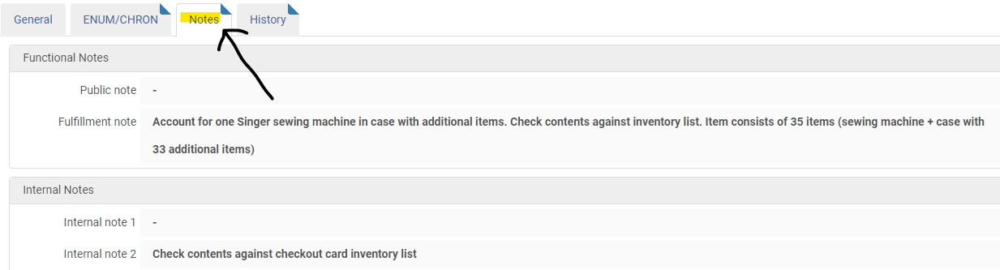 General ENUM/CHRON Notes History
Functional Notes
Public note -
Fulfillment note Account for one Singer sewing machine in case with additional items. Check contents against inventory list. Item consists of 35 items (sewing machine + case with
33 additional items)
Internal Notes
Internal note 1 -
Internal note 2 Check contents against checkout card inventory list